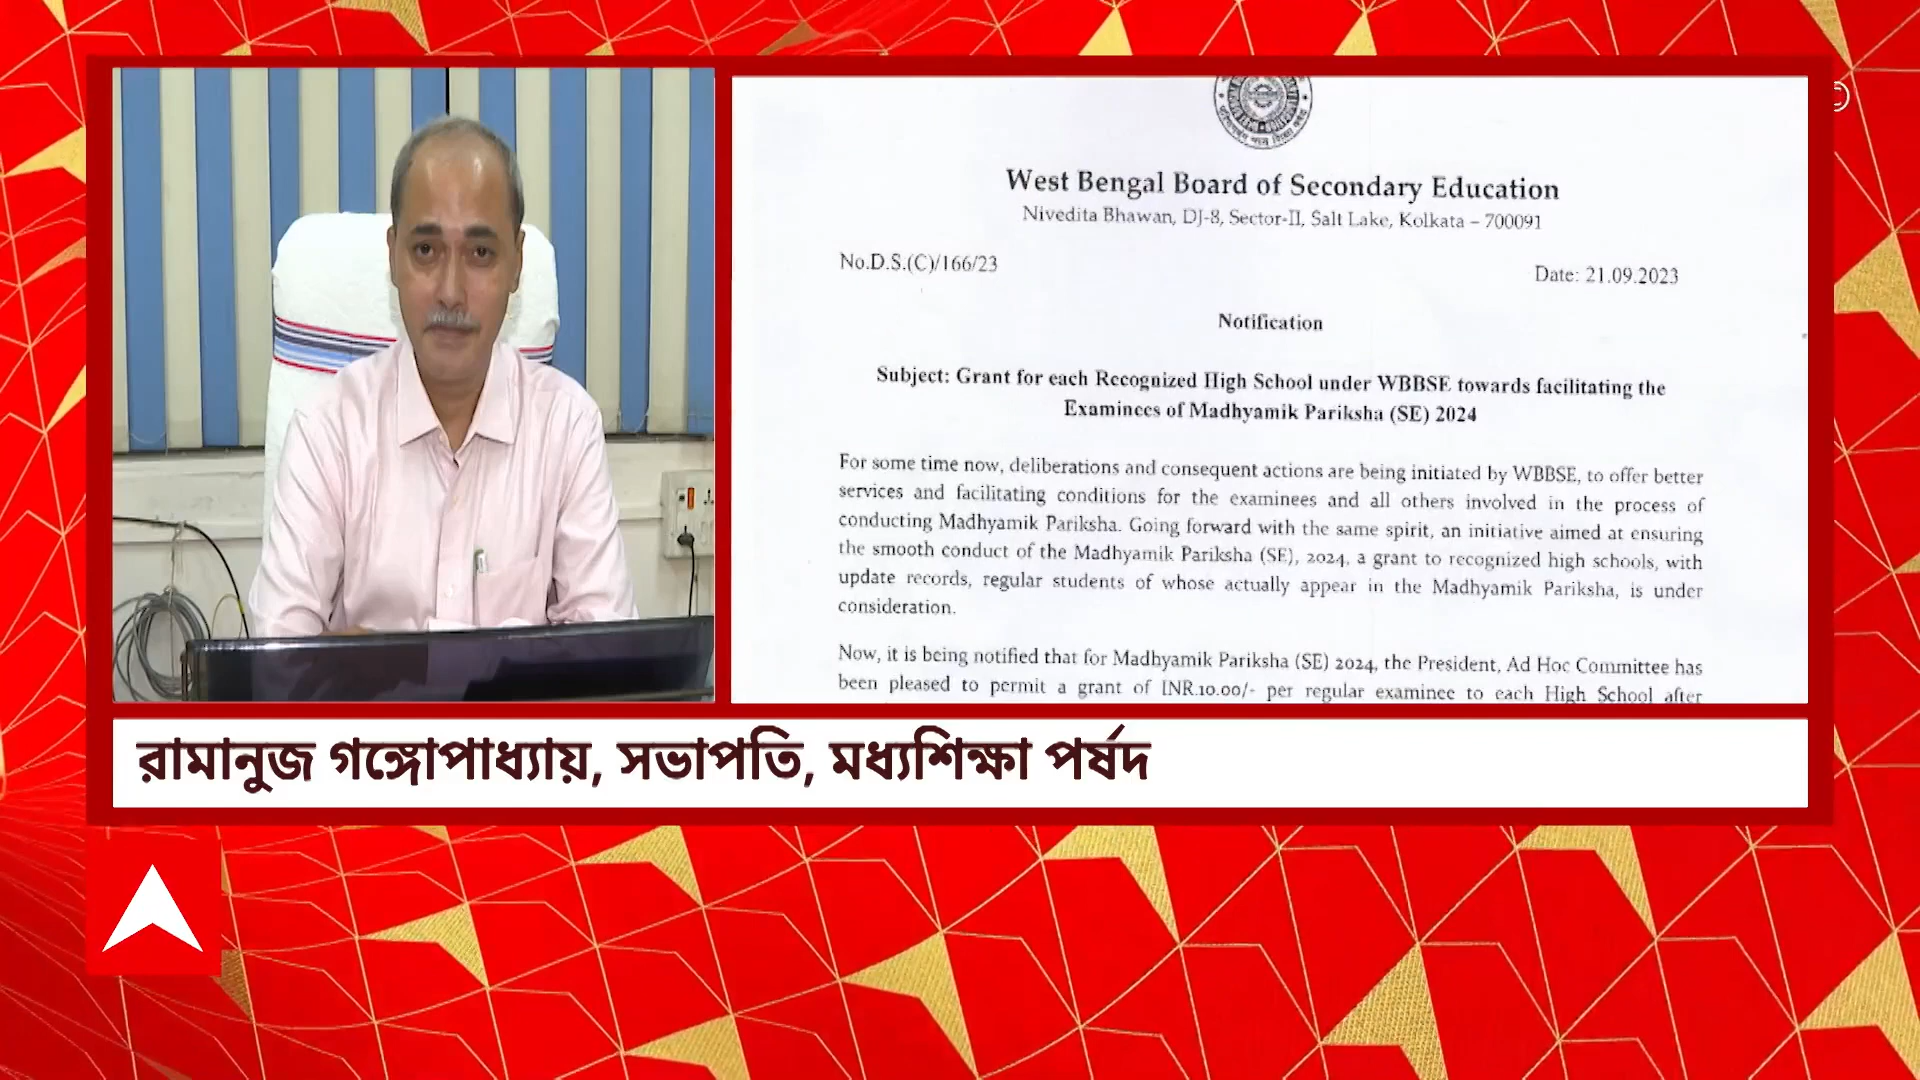 West Bengal Board of Secondary Education
Nivedita Bhawan, DJ-8, Sector-II, Salt Lake, Kolkata – 700091
No.D.S.(C)/166/23
Date: 21.09.2023
Notification
Subject: Grant for each Recognized High School under WBBSE towards facilitating the
Examinees of Madhyamik Pariksha (SE) 2024
For some time now, deliberations and consequent actions are being initiated by WBBSE, to offer better
services and facilitating conditions for the examinees and all others involved in the process of
conducting Madhyamik Pariksha. Going forward with the same spirit, an initiative aimed at ensuring
the smooth conduct of the Madhyamik Pariksha (SE), 2024, a grant to recognized high schools, with
update records, regular students of whose actually appear in the Madhyamik Pariksha, is under
consideration.
Now, it is being notified that for Madhyamik Pariksha (SE) 2024, the President, Ad Hoc Committee has
been pleased to permit a grant of INR.10.00/- per regular examinee to each High School after
রামানুজ গঙ্গোপাধ্যায়, সভাপতি, মধ্যশিক্ষা পর্ষদ